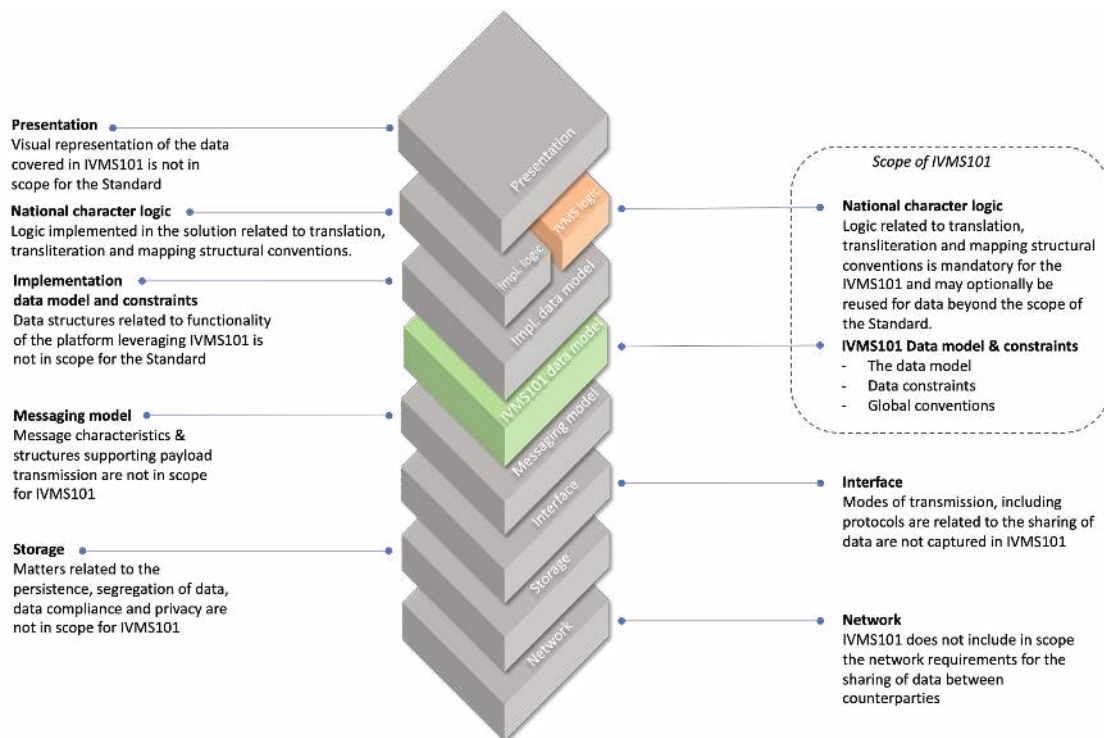 Presentation
Visual representation of the data
covered in IVMS101 is not in
scope for the Standard
National character logic
Logic implemented in the solution related to translation,
transliteration and mapping structural conventions.
Implementation
data model and constraints
Data structures related to functionality
of the platform leveraging IVMS101 is
not in scope for the Standard
Messaging model
Message characteristics &
structures supporting payload
transmission are not in scope
for IVMS101
Storage
Matters related to the
persistence, segregation of data,
data compliance and privacy are
not in scope for IVMS101
Presentation
IVMS logic
Impl. logic
Impl. data model
IVMS101 data model
Messaging model
Interface
Storage
Network
Scope of IVMS101
National character logic
Logic related to translation,
transliteration and mapping structural
conventions is mandatory for the
IVMS101 and may optionally be
reused for data beyond the scope of
the Standard.
IVMS101 Data model & constraints
- The data model
- Data constraints
- Global conventions
Interface
Modes of transmission, including
protocols are related to the sharing of
data are not captured in IVMS101
Network
IVMS101 does not include in scope
the network requirements for the
sharing of data between
counterparties